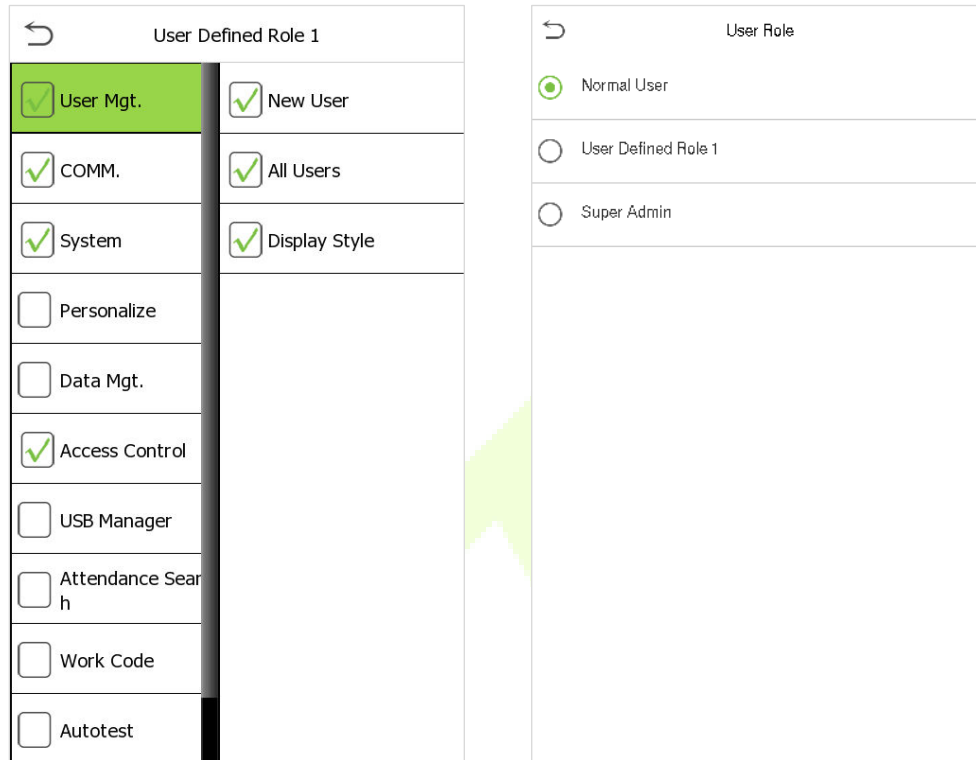 User Defined Role 1
User Mgt.
COMM.
System
Personalize
Data Mgt.
Access Control
USB Manager
Attendance Sear
h
Work Code
Autotest
New User
All Users
Display Style
User Role
Normal User
User Defined Role 1
Super Admin